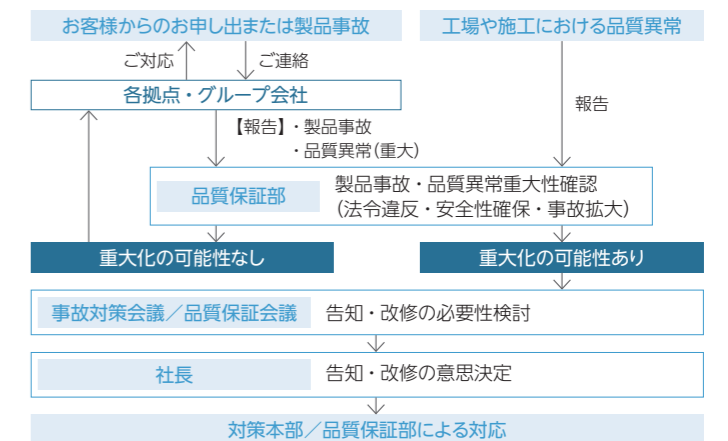 お客様からのお申し出または製品事故
工場や施工における品質異常
ご対応
ご連絡
各拠点・グループ会社
報告
【報告】・製品事故
・品質異常(重大)
品質保証部
製品事故・品質異常重大性確認
(法令違反・安全性確保・事故拡大)
重大化の可能性なし
重大化の可能性あり
事故対策会議／品質保証会議
告知・改修の必要性検討
社長
告知・改修の意思決定
対策本部／品質保証部による対応